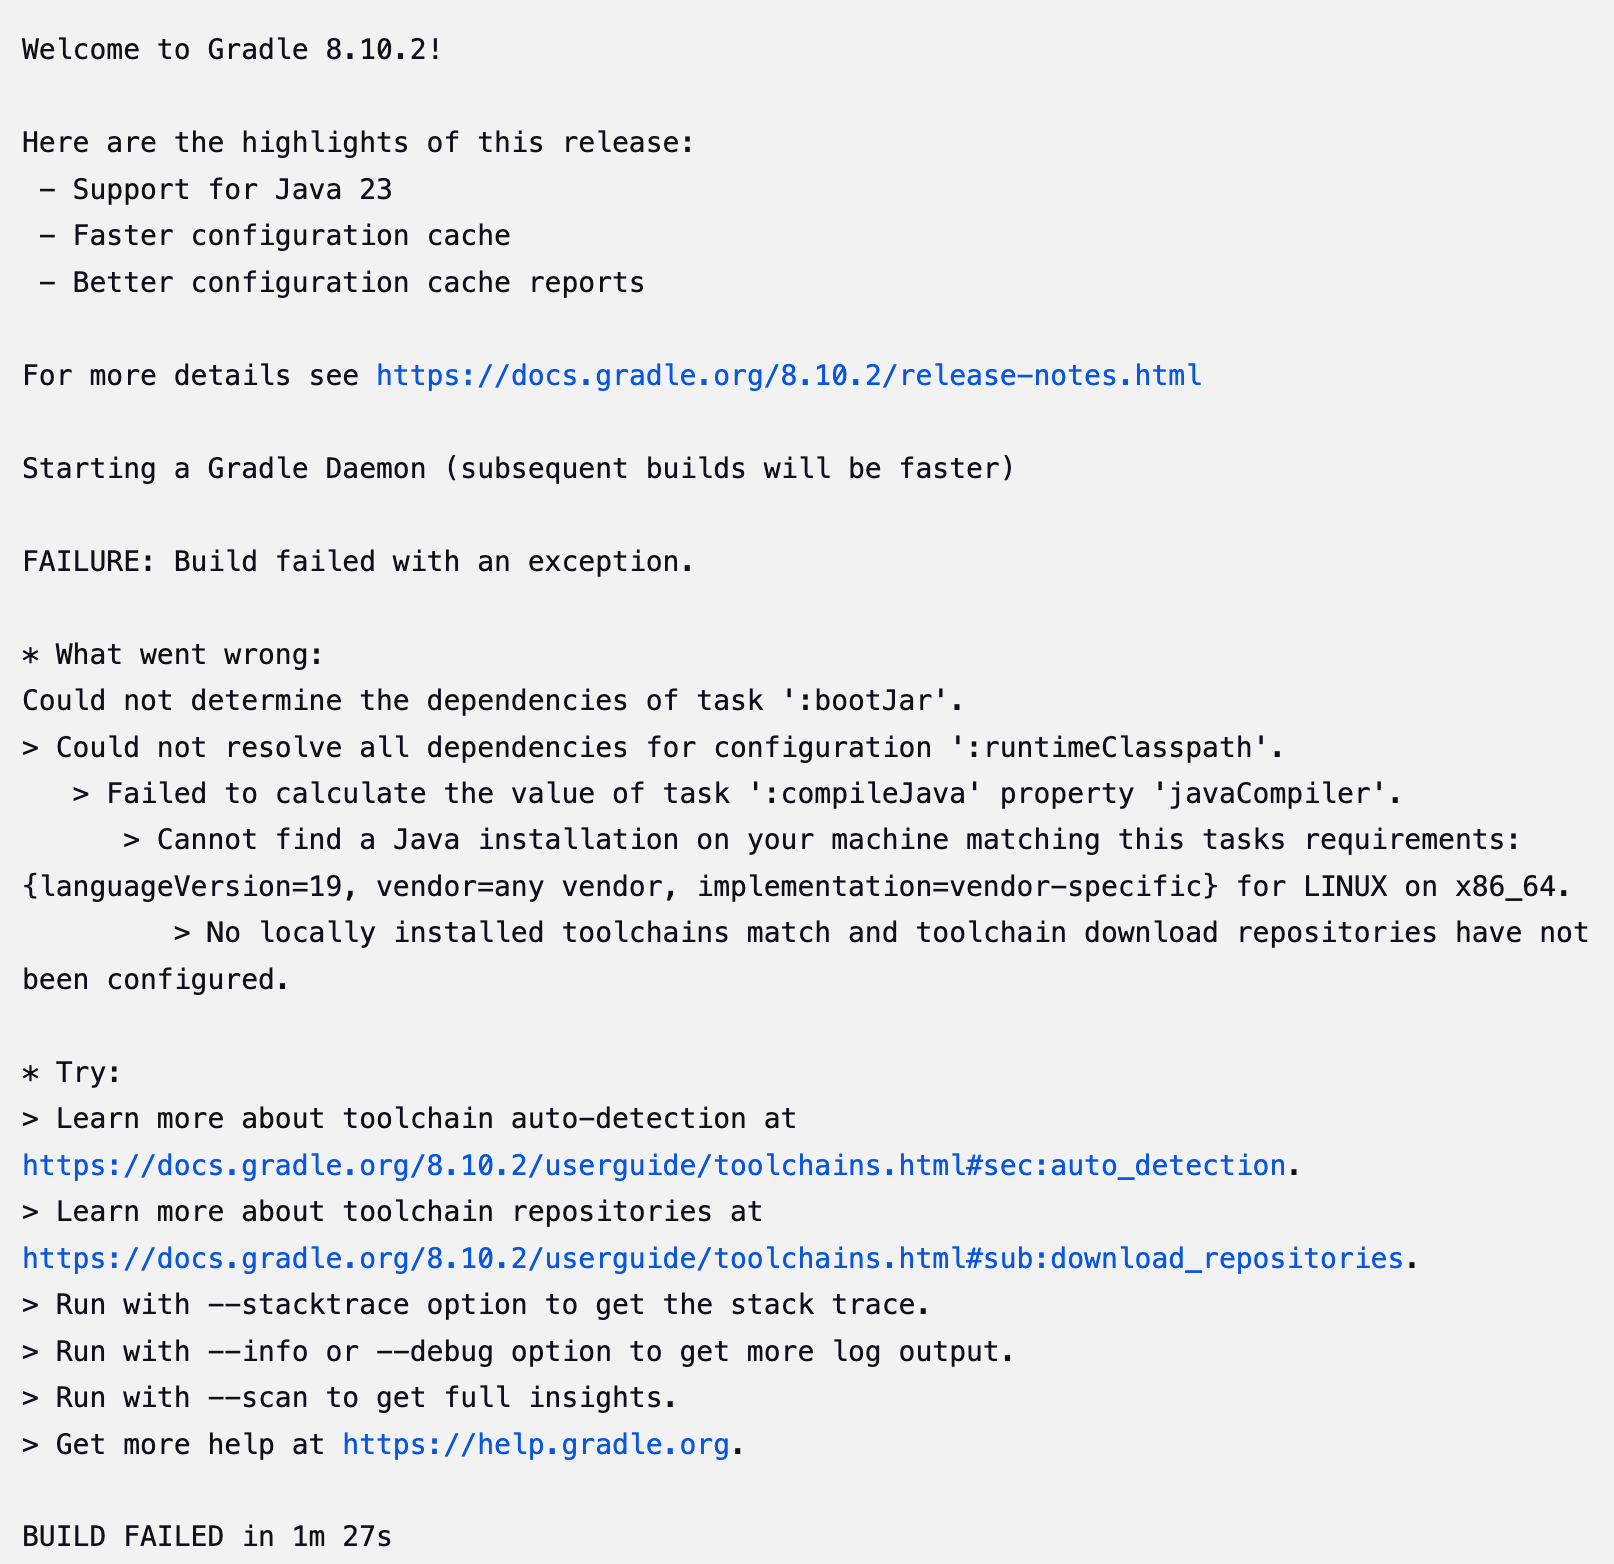 Welcome to Gradle 8.10.2!
Here are the highlights of this release:
 - Support for Java 23
 - Faster configuration cache
 - Better configuration cache reports
For more details see https://docs.gradle.org/8.10.2/release-notes.html
Starting a Gradle Daemon (subsequent builds will be faster)
FAILURE: Build failed with an exception.
* What went wrong:
Could not determine the dependencies of task ':bootJar'.
> Could not resolve all dependencies for configuration ':runtimeClasspath'.
   > Failed to calculate the value of task ':compileJava' property 'javaCompiler'.
      > Cannot find a Java installation on your machine matching this tasks requirements:
{languageVersion=19, vendor=any vendor, implementation=vendor-specific} for LINUX on x86_64.
         > No locally installed toolchains match and toolchain download repositories have not
been configured.
* Try:
> Learn more about toolchain auto-detection at
https://docs.gradle.org/8.10.2/userguide/toolchains.html#sec:auto_detection.
> Learn more about toolchain repositories at
https://docs.gradle.org/8.10.2/userguide/toolchains.html#sub:download_repositories.
> Run with --stacktrace option to get the stack trace.
> Run with --info or --debug option to get more log output.
> Run with --scan to get full insights.
> Get more help at https://help.gradle.org.
BUILD FAILED in 1m 27s